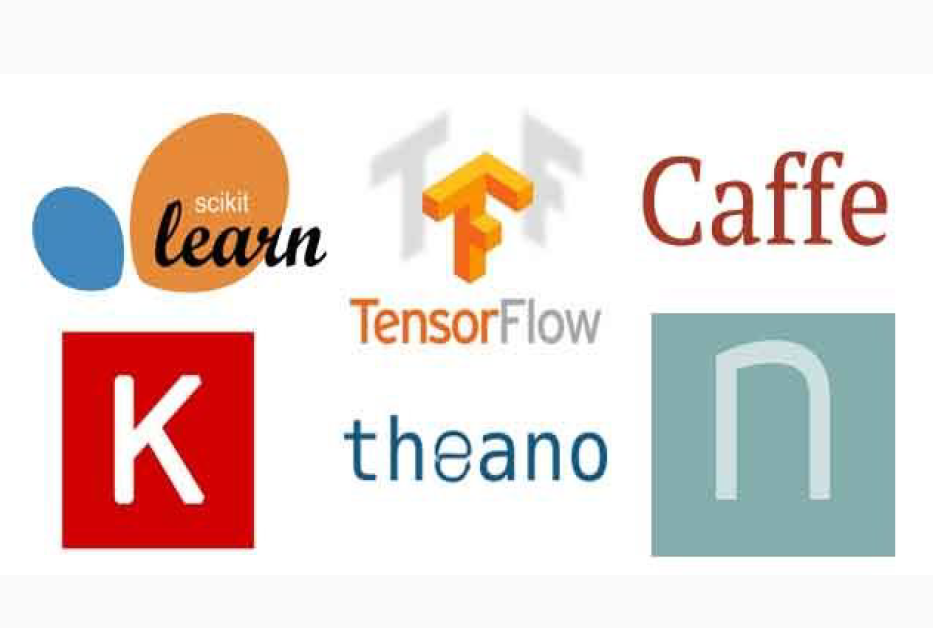 scikit
learn
TensorFlow
Caffe
K
theano
n